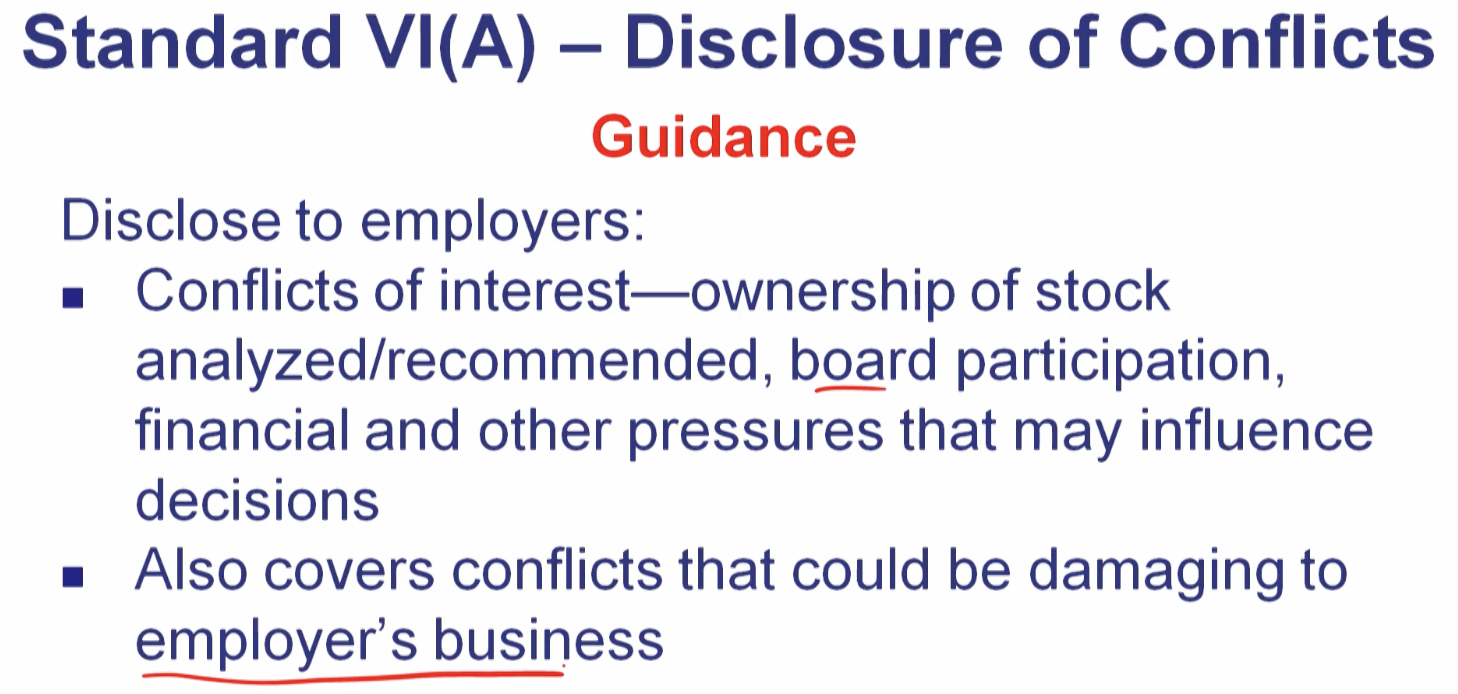 Standard VI(A) – Disclosure of Conflicts
Guidance
Disclose to employers:
■ Conflicts of interest—ownership of stock
analyzed/recommended, board participation,
financial and other pressures that may influence
decisions
■ Also covers conflicts that could be damaging to
employer’s business